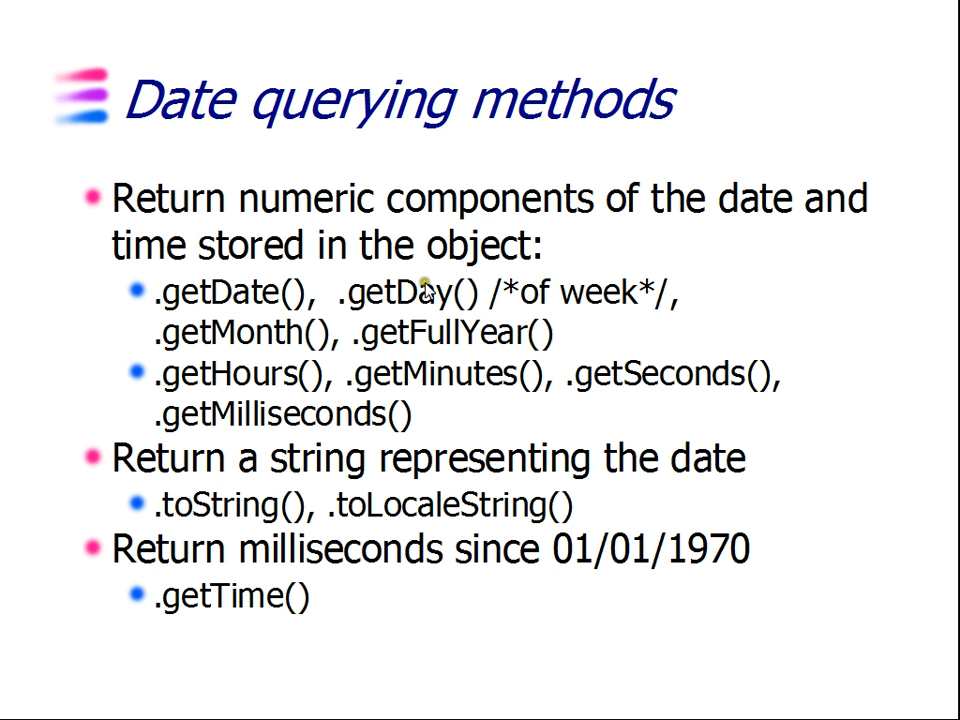 Date querying methods
Return numeric components of the date and
time stored in the object:
.getDate(), .getDay() /*of week*/,
.getMonth(), .getFullYear()
.getHours(), .getMinutes(), .getSeconds(),
.getMilliseconds()
Return a string representing the date
.toString(), .toLocaleString()
Return milliseconds since 01/01/1970
.getTime()